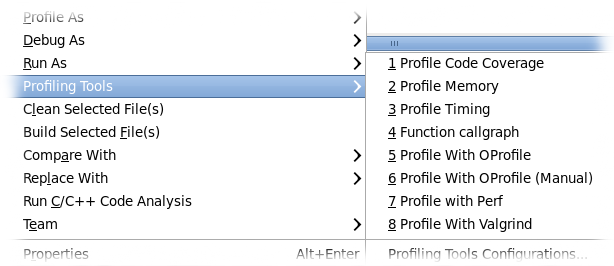 Profile As
Debug As
Run As
Profiling Tools
Clean Selected File(s)
Build Selected File(s)
Compare With
Replace With
Run C/C++ Code Analysis
Team
Properties Alt+Enter
1 Profile Code Coverage
2 Profile Memory
3 Profile Timing
4 Function callgraph
5 Profile With OProfile
6 Profile With OProfile (Manual)
7 Profile with Perf
8 Profile With Valgrind
Profiling Tools Configurations...